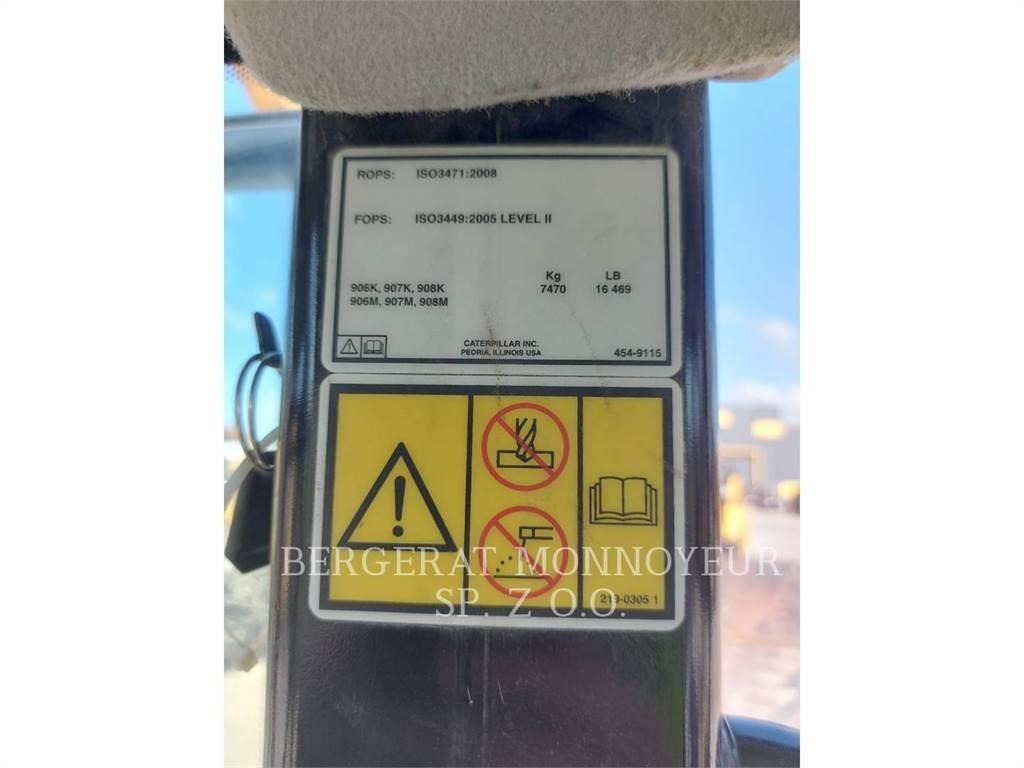 ROPS: ISO3471:2008
FOPS: ISO3449:2005 LEVEL II
Kg LB
906K, 907K, 908K 7470 16 469
906M, 907M, 908M
CATERPILLAR INC.
PEORIA, ILLINOIS USA 454-9115
BERGERAT MONNOYEUR
SP. Z O.O.
219-0305 1